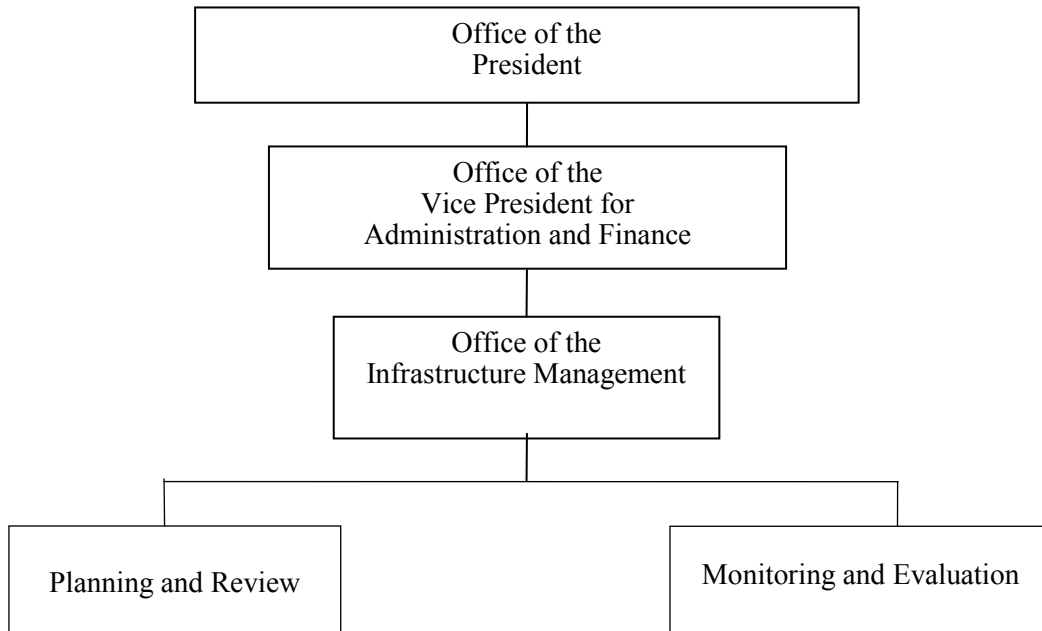 Office of the
President
Office of the
Vice President for
Administration and Finance
Office of the
Infrastructure Management
Planning and Review
Monitoring and Evaluation